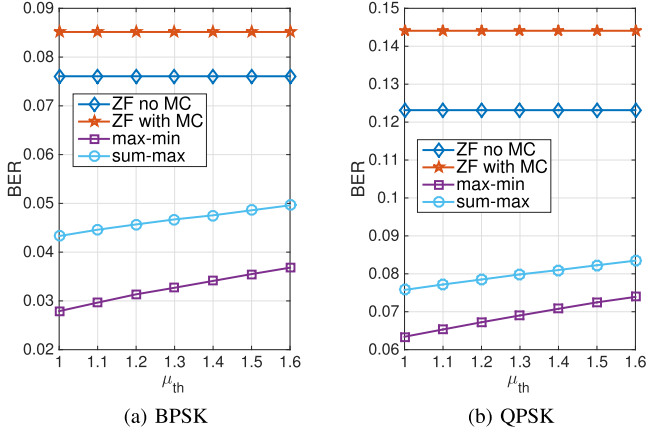 0.09
0.08
0.07
0.06
0.05
0.04
0.03
0.02
BER
ZF no MC
ZF with MC
max-min
sum-max
1 1.1 1.2 1.3 1.4 1.5 1.6
μth
(a) BPSK
0.15
0.14
0.13
0.12
0.11
0.1
0.09
0.08
0.07
0.06
BER
ZF no MC
ZF with MC
max-min
sum-max
1 1.1 1.2 1.3 1.4 1.5 1.6
μth
(b) QPSK